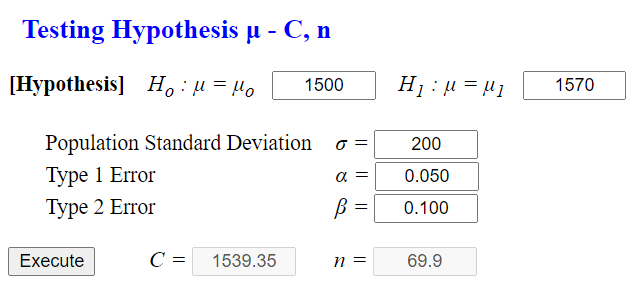 Testing Hypothesis μ - C, n
[Hypothesis] Ho : μ = μo 1500 H1 : μ = μ1 1570
Population Standard Deviation σ = 200
Type 1 Error α = 0.050
Type 2 Error β = 0.100
Execute C = 1539.35 n = 69.9